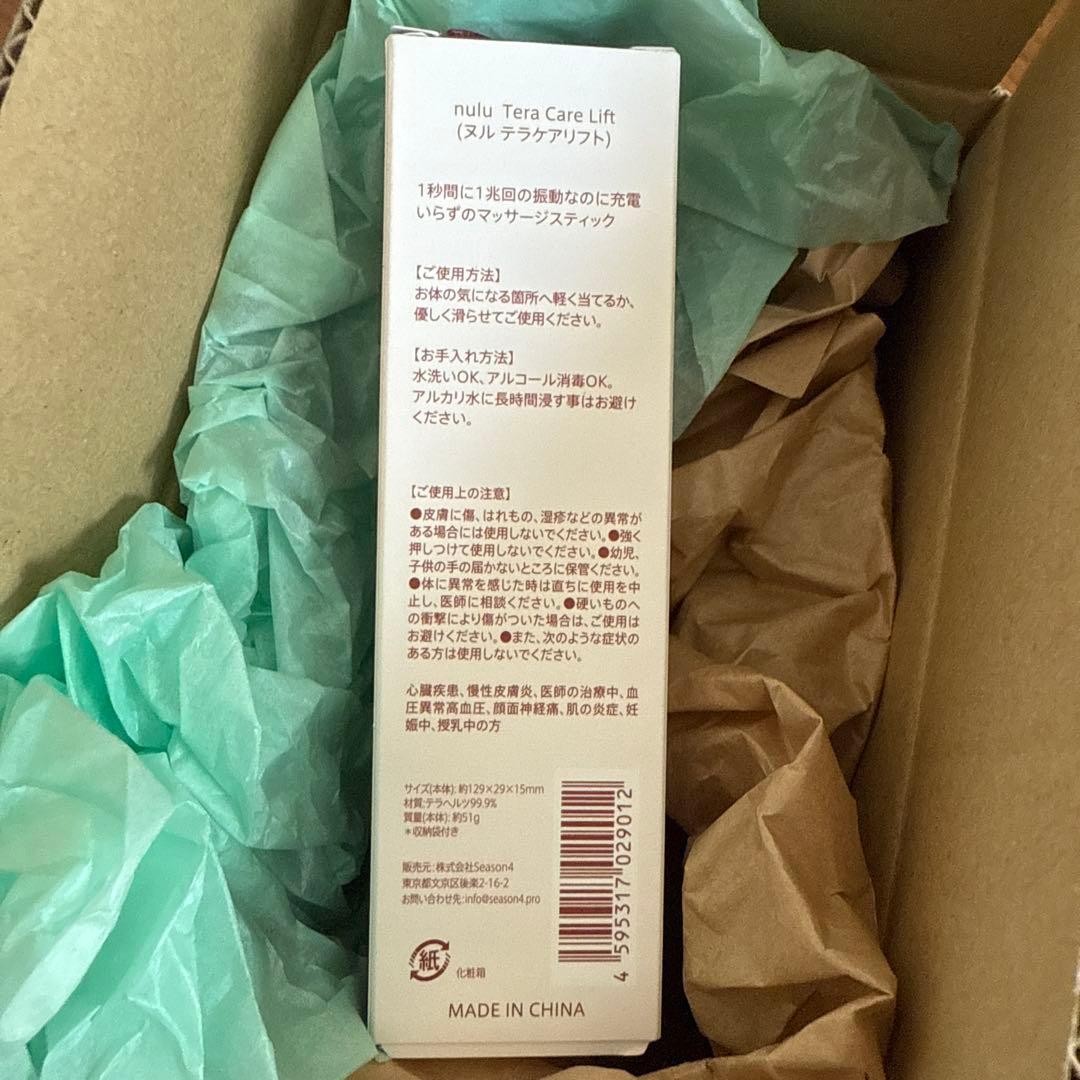 nulu Tera Care Lift
(ヌル テラケアリフト)
1秒間に1兆回の振動なのに充電
いらずのマッサージスティック
【ご使用方法】
お体の気になる箇所へ軽く当てるか、
優しく滑らせてご使用ください。
【お手入れ方法】
水洗いOK、アルコール消毒OK。
アルカリ水に長時間浸す事はお避け
ください。
【ご使用上の注意】
●皮膚に傷、はれもの、湿疹などの異常が
ある場合には使用しないでください。●強く
押しつけて使用しないでください。●幼児、
子供の手の届かないところに保管ください。
●体に異常を感じた時は直ちに使用を中
止し、医師に相談ください。●硬いものへ
の衝撃により傷がついた場合は、ご使用は
お避けください。●また、次のような症状の
ある方は使用しないでください。
心臓疾患、慢性皮膚炎、医師の治療中、血
圧異常高血圧、顔面神経痛、肌の炎症、妊
娠中、授乳中の方
サイズ(本体): 約129×29×15mm
材質:テラヘルツ99.9%
質量(本体): 約51g
＊収納袋付き
販売元:株式会社Season4
東京都文京区後楽2-16-2
お問い合わせ先:info@season4.pro
4 595317 029012
紙
化粧箱
MADE IN CHINA